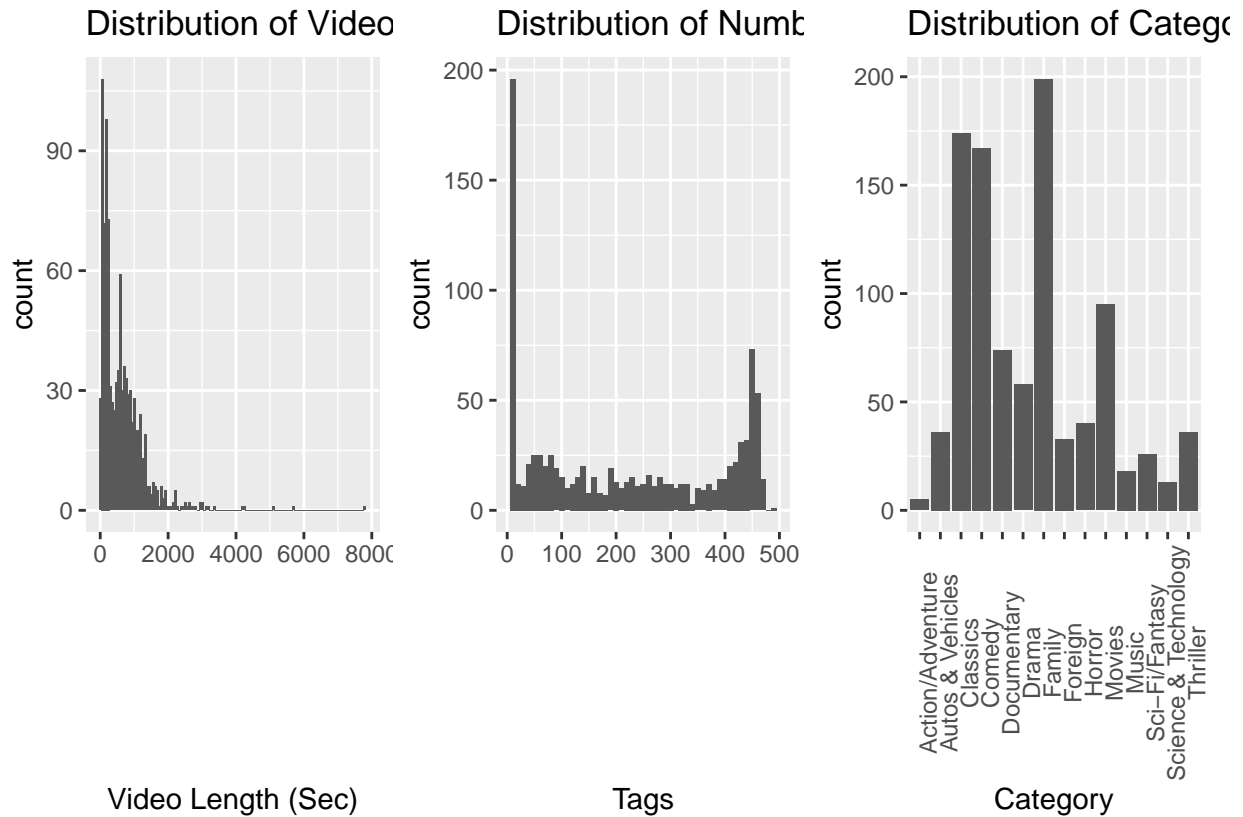 Distribution of Video
count
90
60
30
0
0
2000
4000
6000
8000
Video Length (Sec)
Distribution of Numb
count
200
150
100
50
0
0
100
200
300
400
500
Tags
Distribution of Catego
count
200
150
100
50
0
Action/Adventure
Autos & Vehicles
Classics
Comedy
Documentary
Drama
Family
Foreign
Horror
Movies
Music
Sci−Fi/Fantasy
Science & Technology
Thriller
Category